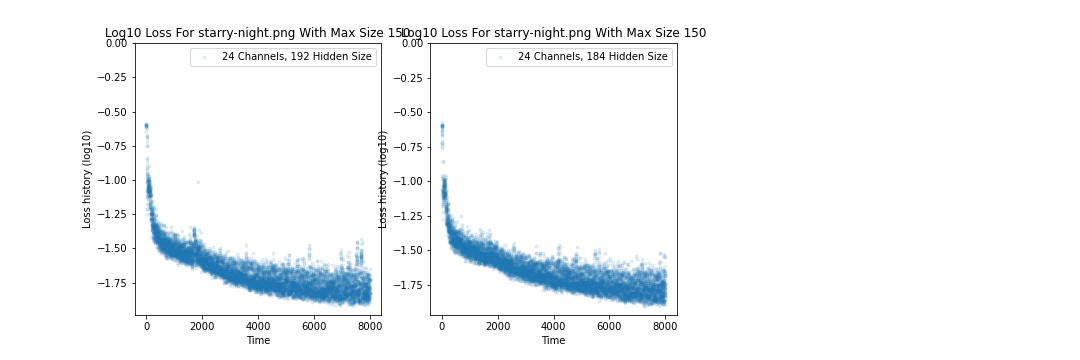 Log10 Loss For starry-night.png With Max Size 150
24 Channels, 192 Hidden Size
Loss history (log10)
0.00
−0.25
−0.50
−0.75
−1.00
−1.25
−1.50
−1.75
0 2000 4000 6000 8000
Time
Log10 Loss For starry-night.png With Max Size 150
24 Channels, 184 Hidden Size
Loss history (log10)
0.00
−0.25
−0.50
−0.75
−1.00
−1.25
−1.50
−1.75
0 2000 4000 6000 8000
Time